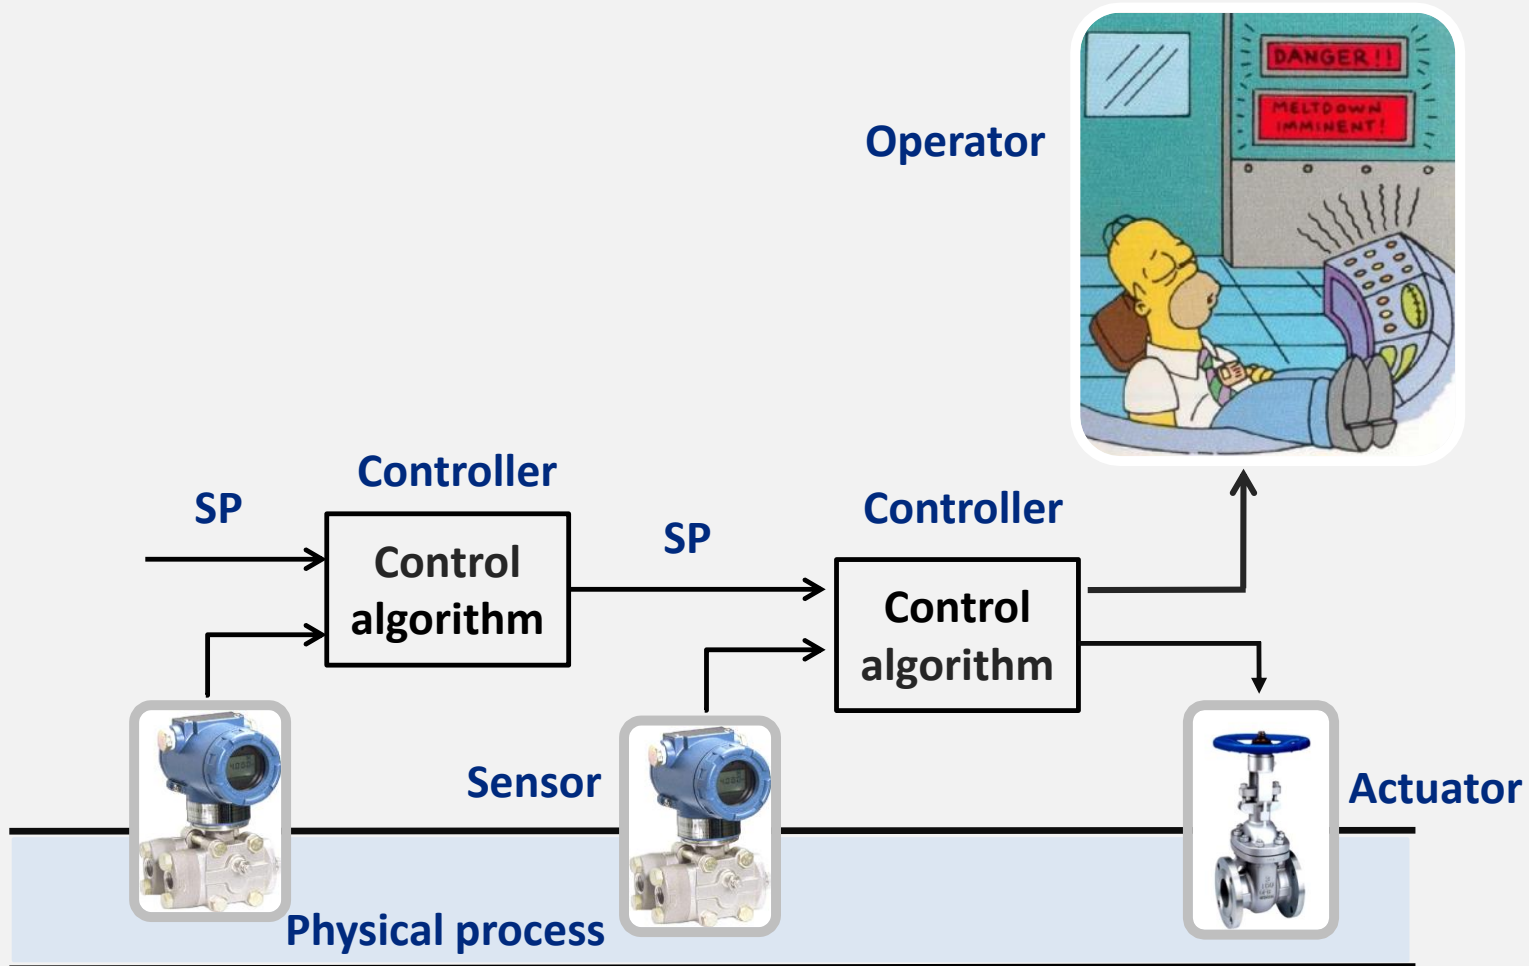 DANGER!!
MELTDOWN
IMMINENT!
Operator
Controller
SP
Control
algorithm
SP
Controller
Control
algorithm
Sensor
Actuator
Physical process